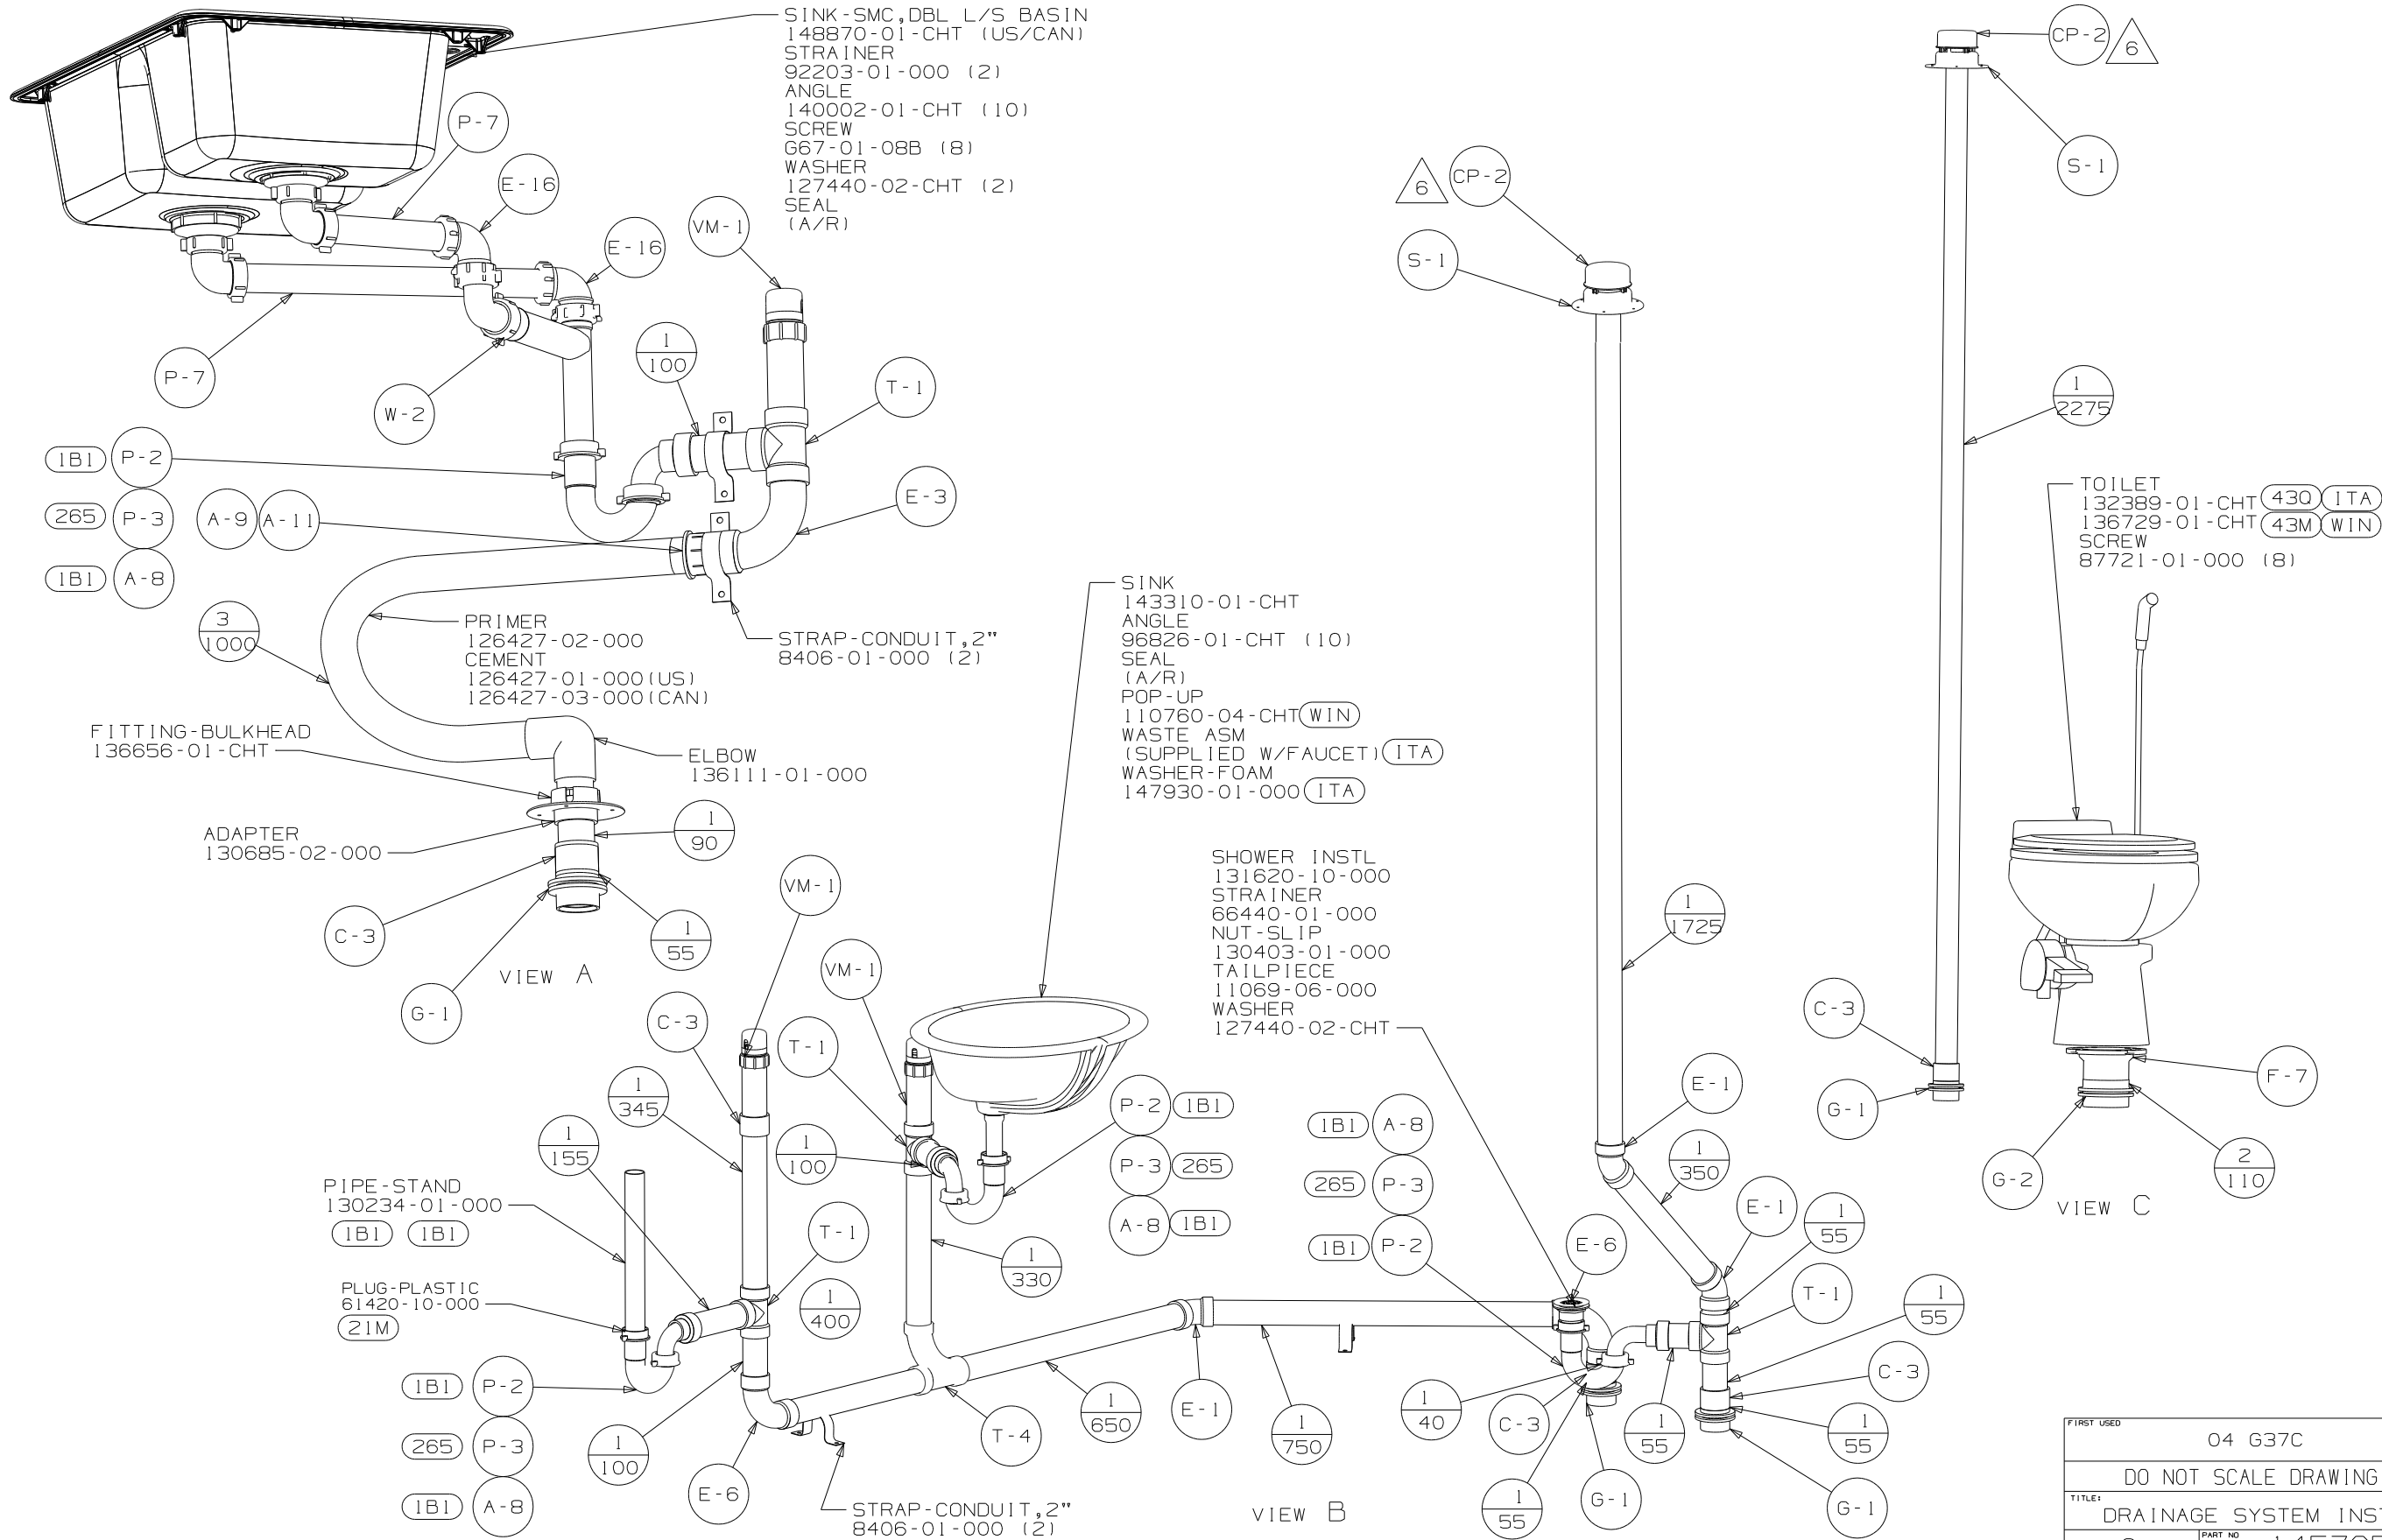 SINK-SMC,DBL L/S BASIN
148870-01-CHT (US/CAN)
STRAINER
92203-01-000 (2)
ANGLE
140002-01-CHT (10)
SCREW
G67-01-08B (8)
WASHER
127440-02-CHT (2)
SEAL
(A/R)
P-7
E-16
E-16
VM-1
P-7
W-2
1
100
T-1
1B1 P-2
265 P-3
A-9 A-11
1B1 A-8
E-3
3
1000
PRIMER
126427-02-000
CEMENT
126427-01-000(US)
126427-03-000(CAN)
STRAP-CONDUIT,2"
8406-01-000 (2)
FITTING-BULKHEAD
136656-01-CHT
ELBOW
136111-01-000
ADAPTER
130685-02-000
1
90
C-3
1
55
G-1
VIEW A
CP-2 6
S-1
6 CP-2
S-1
1
2275
TOILET
132389-01-CHT 43Q ITA
136729-01-CHT 43M WIN
SCREW
87721-01-000 (8)
SINK
143310-01-CHT
ANGLE
96826-01-CHT (10)
SEAL
(A/R)
POP-UP
110760-04-CHT WIN
WASTE ASM
(SUPPLIED W/FAUCET) ITA
WASHER-FOAM
147930-01-000 ITA
SHOWER INSTL
131620-10-000
STRAINER
66440-01-000
NUT-SLIP
130403-01-000
TAILPIECE
11069-06-000
WASHER
127440-02-CHT
1
1725
C-3
G-1
F-7
G-2
2
110
VIEW C
VM-1
VM-1
C-3
T-1
1
345
1
155
1
100
P-2 1B1
P-3 265
A-8 1B1
PIPE-STAND
130234-01-000
1B1 1B1
T-1
1
330
PLUG-PLASTIC
61420-10-000
21M
1
400
1B1 P-2
265 P-3
1B1 A-8
1
100
E-6
STRAP-CONDUIT,2"
8406-01-000 (2)
T-4
1
650
E-1
1
750
VIEW B
1B1 A-8
265 P-3
1B1 P-2
E-6
E-1
1
350
E-1
1
55
T-1
1
55
C-3
1
40
C-3
1
55
G-1
1
55
1
55
G-1
FIRST USED
04 G37C
DO NOT SCALE DRAWING
TITLE:
DRAINAGE SYSTEM INST
PART NO